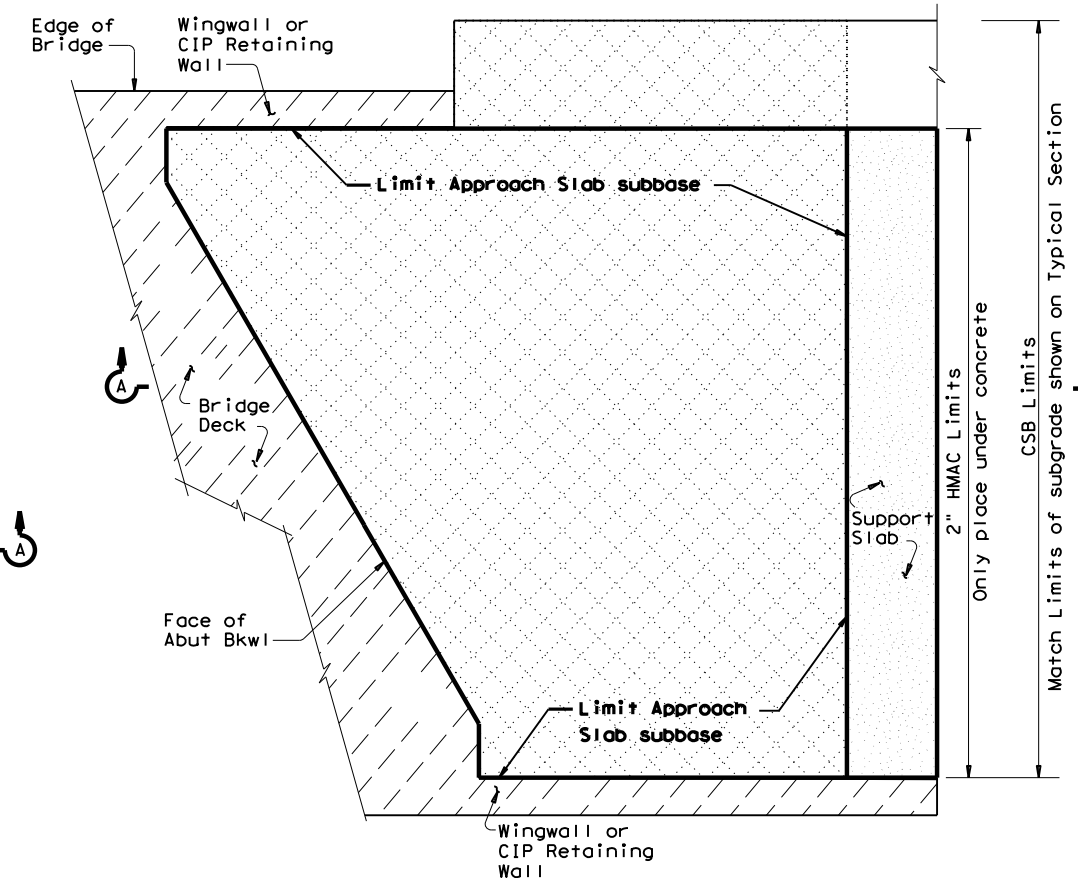 Edge of
Bridge
Wingwall or
CIP Retaining
Wall
Limit Approach Slab subbase
A
Bridge
Deck
A
Support
Slab
Face of
Abut Bkwl
Limit Approach
Slab subbase
Wingwall or
CIP Retaining
Wall
2" HMAC Limits
Only place under concrete
CSB Limits
Match Limits of subgrade shown on Typical Section